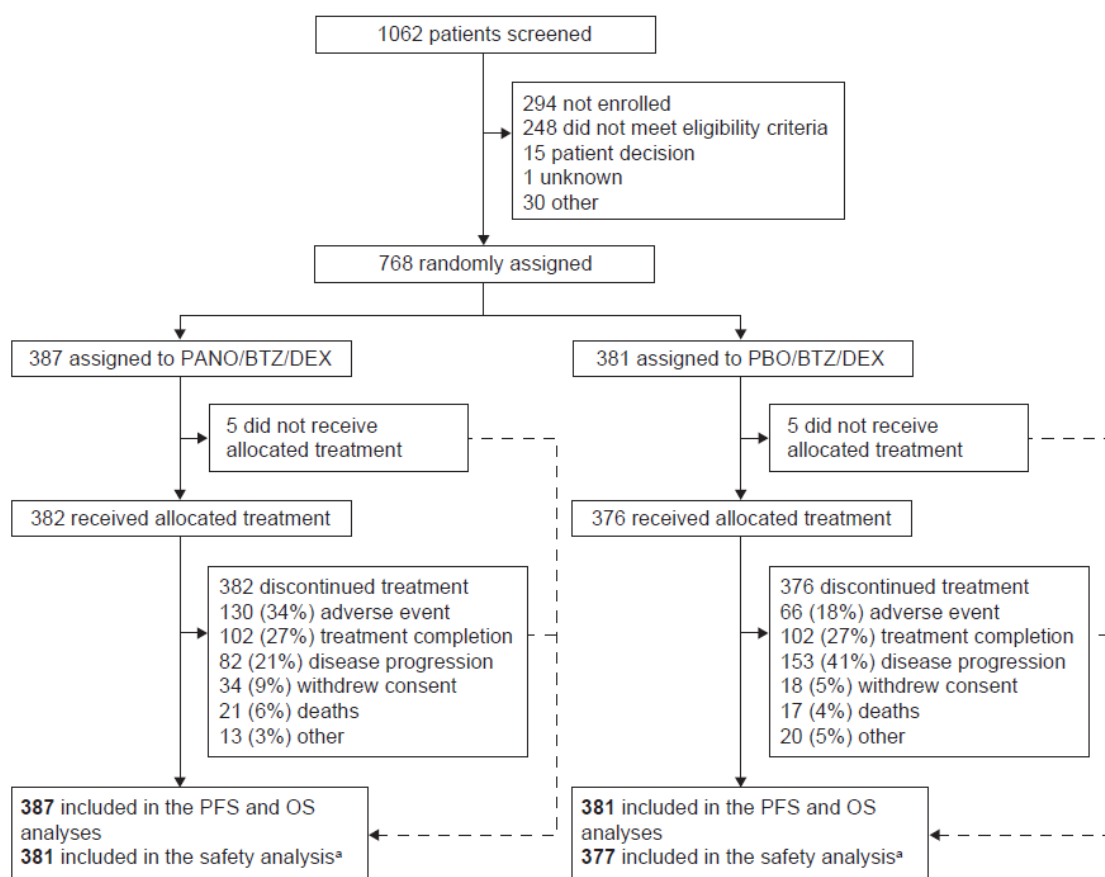 1062 patients screened
294 not enrolled
248 did not meet eligibility criteria
15 patient decision
1 unknown
30 other
768 randomly assigned
387 assigned to PANO/BTZ/DEX
381 assigned to PBO/BTZ/DEX
5 did not receive
allocated treatment
5 did not receive
allocated treatment
382 received allocated treatment
376 received allocated treatment
382 discontinued treatment
130 (34%) adverse event
102 (27%) treatment completion
82 (21%) disease progression
34 (9%) withdrew consent
21 (6%) deaths
13 (3%) other
376 discontinued treatment
66 (18%) adverse event
102 (27%) treatment completion
153 (41%) disease progression
18 (5%) withdrew consent
17 (4%) deaths
20 (5%) other
387 included in the PFS and OS
analyses
381 included in the safety analysisᵃ
381 included in the PFS and OS
analyses
377 included in the safety analysisᵃ